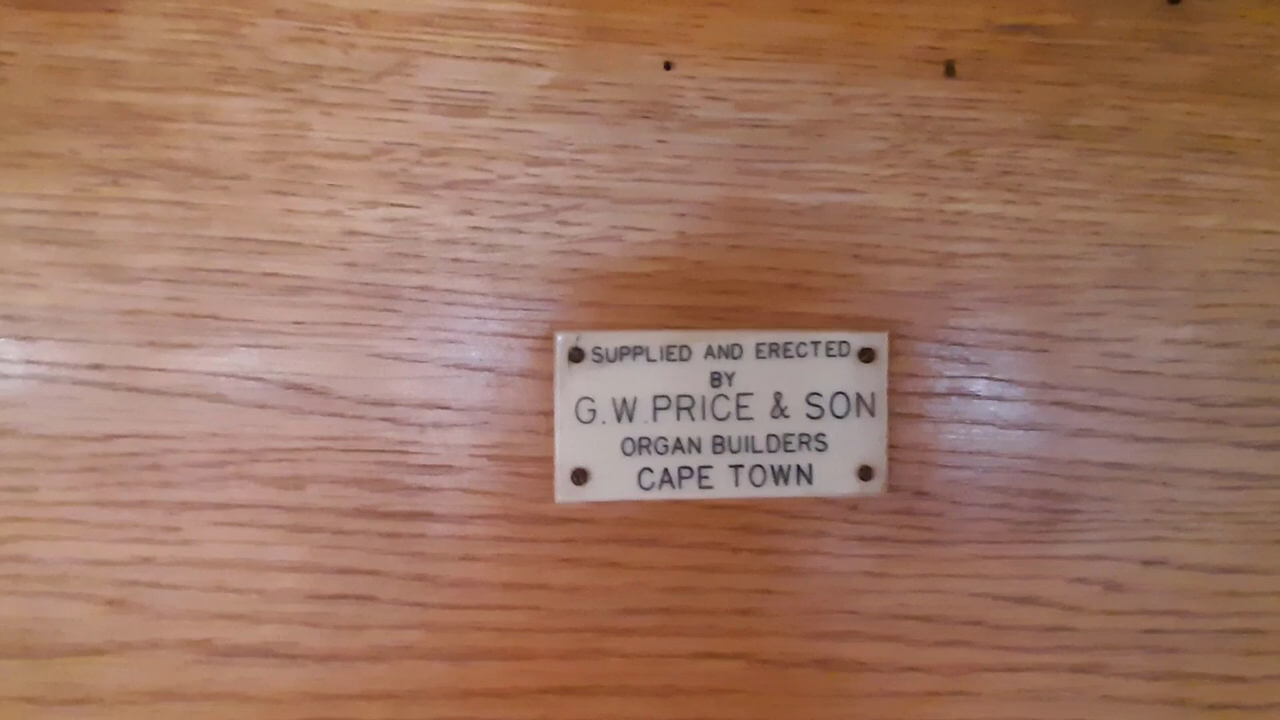 SUPPLIED AND ERECTED
BY
G.W.PRICE & SON
ORGAN BUILDERS
CAPE TOWN